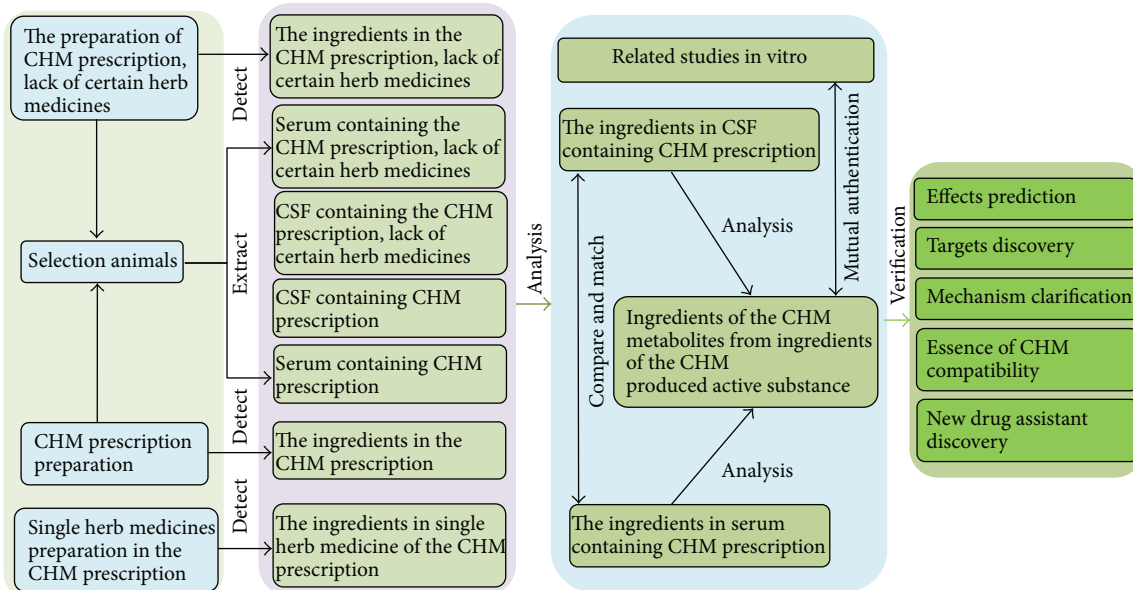 The preparation of
CHM prescription,
lack of certain herb
medicines
Selection animals
CHM prescription
preparation
Single herb medicines
preparation in the
CHM prescription
Detect
Extract
Detect
Detect
The ingredients in the
CHM prescription, lack of
certain herb medicines
Serum containing the
CHM prescription, lack of
certain herb medicines
CSF containing the CHM
prescription, lack of
certain herb medicines
CSF containing CHM
prescription
Serum containing CHM
prescription
The ingredients in the
CHM prescription
The ingredients in single
herb medicine of the CHM
prescription
Analysis
Related studies in vitro
The ingredients in CSF
containing CHM prescription
Analysis
Mutual authentication
Compare and match
Ingredients of the CHM
metabolites from ingredients
of the CHM
produced active substance
Analysis
The ingredients in serum
containing CHM prescription
Verification
Effects prediction
Targets discovery
Mechanism clarification
Essence of CHM
compatibility
New drug assistant
discovery